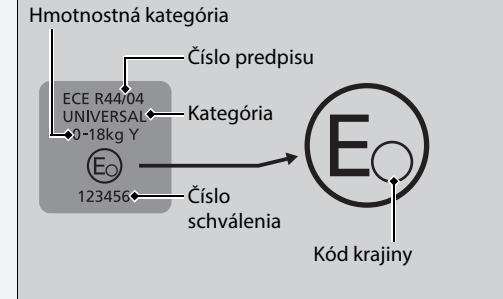 Hmotnostná kategória
Číslo predpisu
ECE R44/04
UNIVERSAL
Kategória
0-18kg Y
E
E
123456
Číslo
schválenia
Kód krajiny